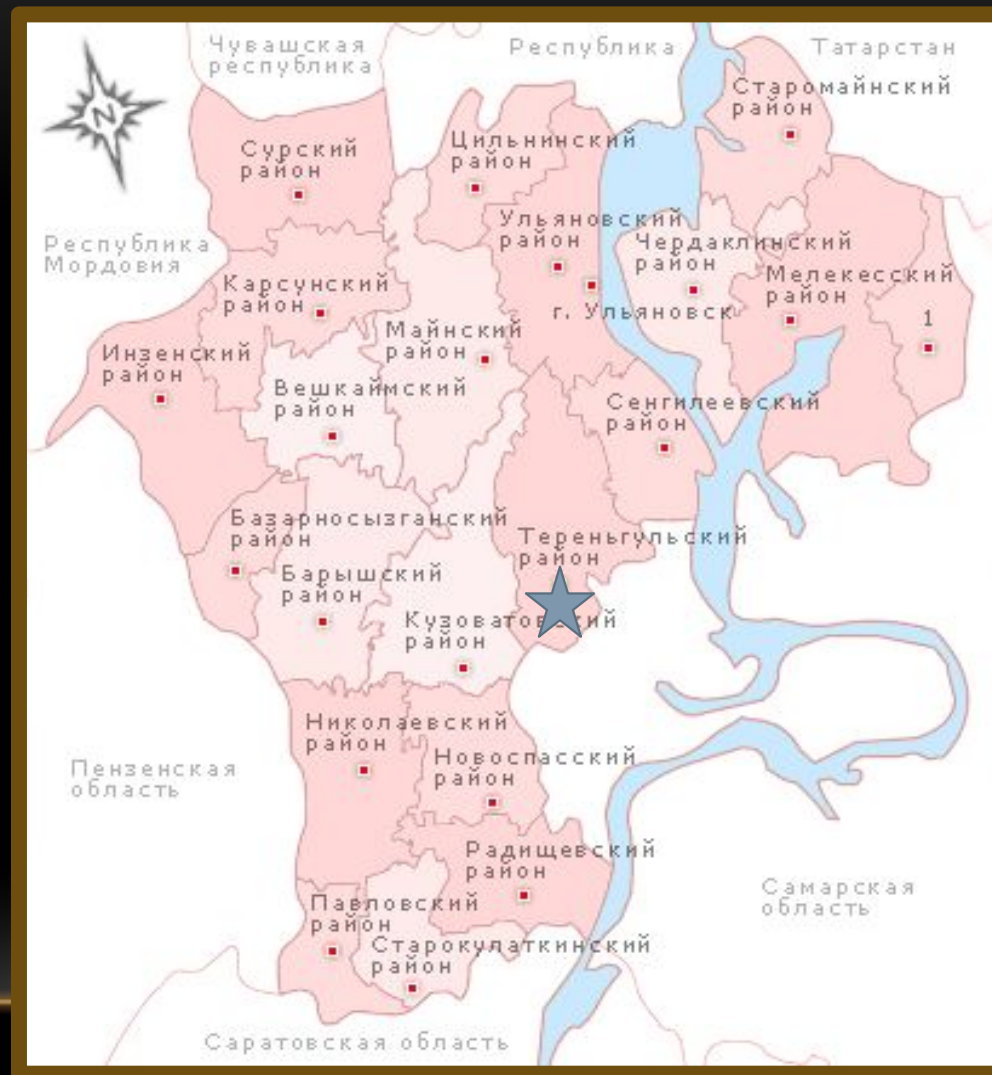 Чувашская
республика
Республика
Татарстан
N
Старомайнский
район
Сурский
район
Цильнинский
район
Ульяновский
район
Чердаклинский
район
Республика
Мордовия
Мелекесский
район
Карсунский
район
г. Ульяновск
1
Майнский
район
Инзенский
район
Вешкаймский
район
Сенгилеевский
район
Базарносызганский
район
Тереньгульский
район
Барышский
район
Кузоватовский
район
Николаевский
район
Новоспасский
район
Пензенская
область
Радищевский
район
Самарская
область
Павловский
район
Старокулаткинский
район
Саратовская область